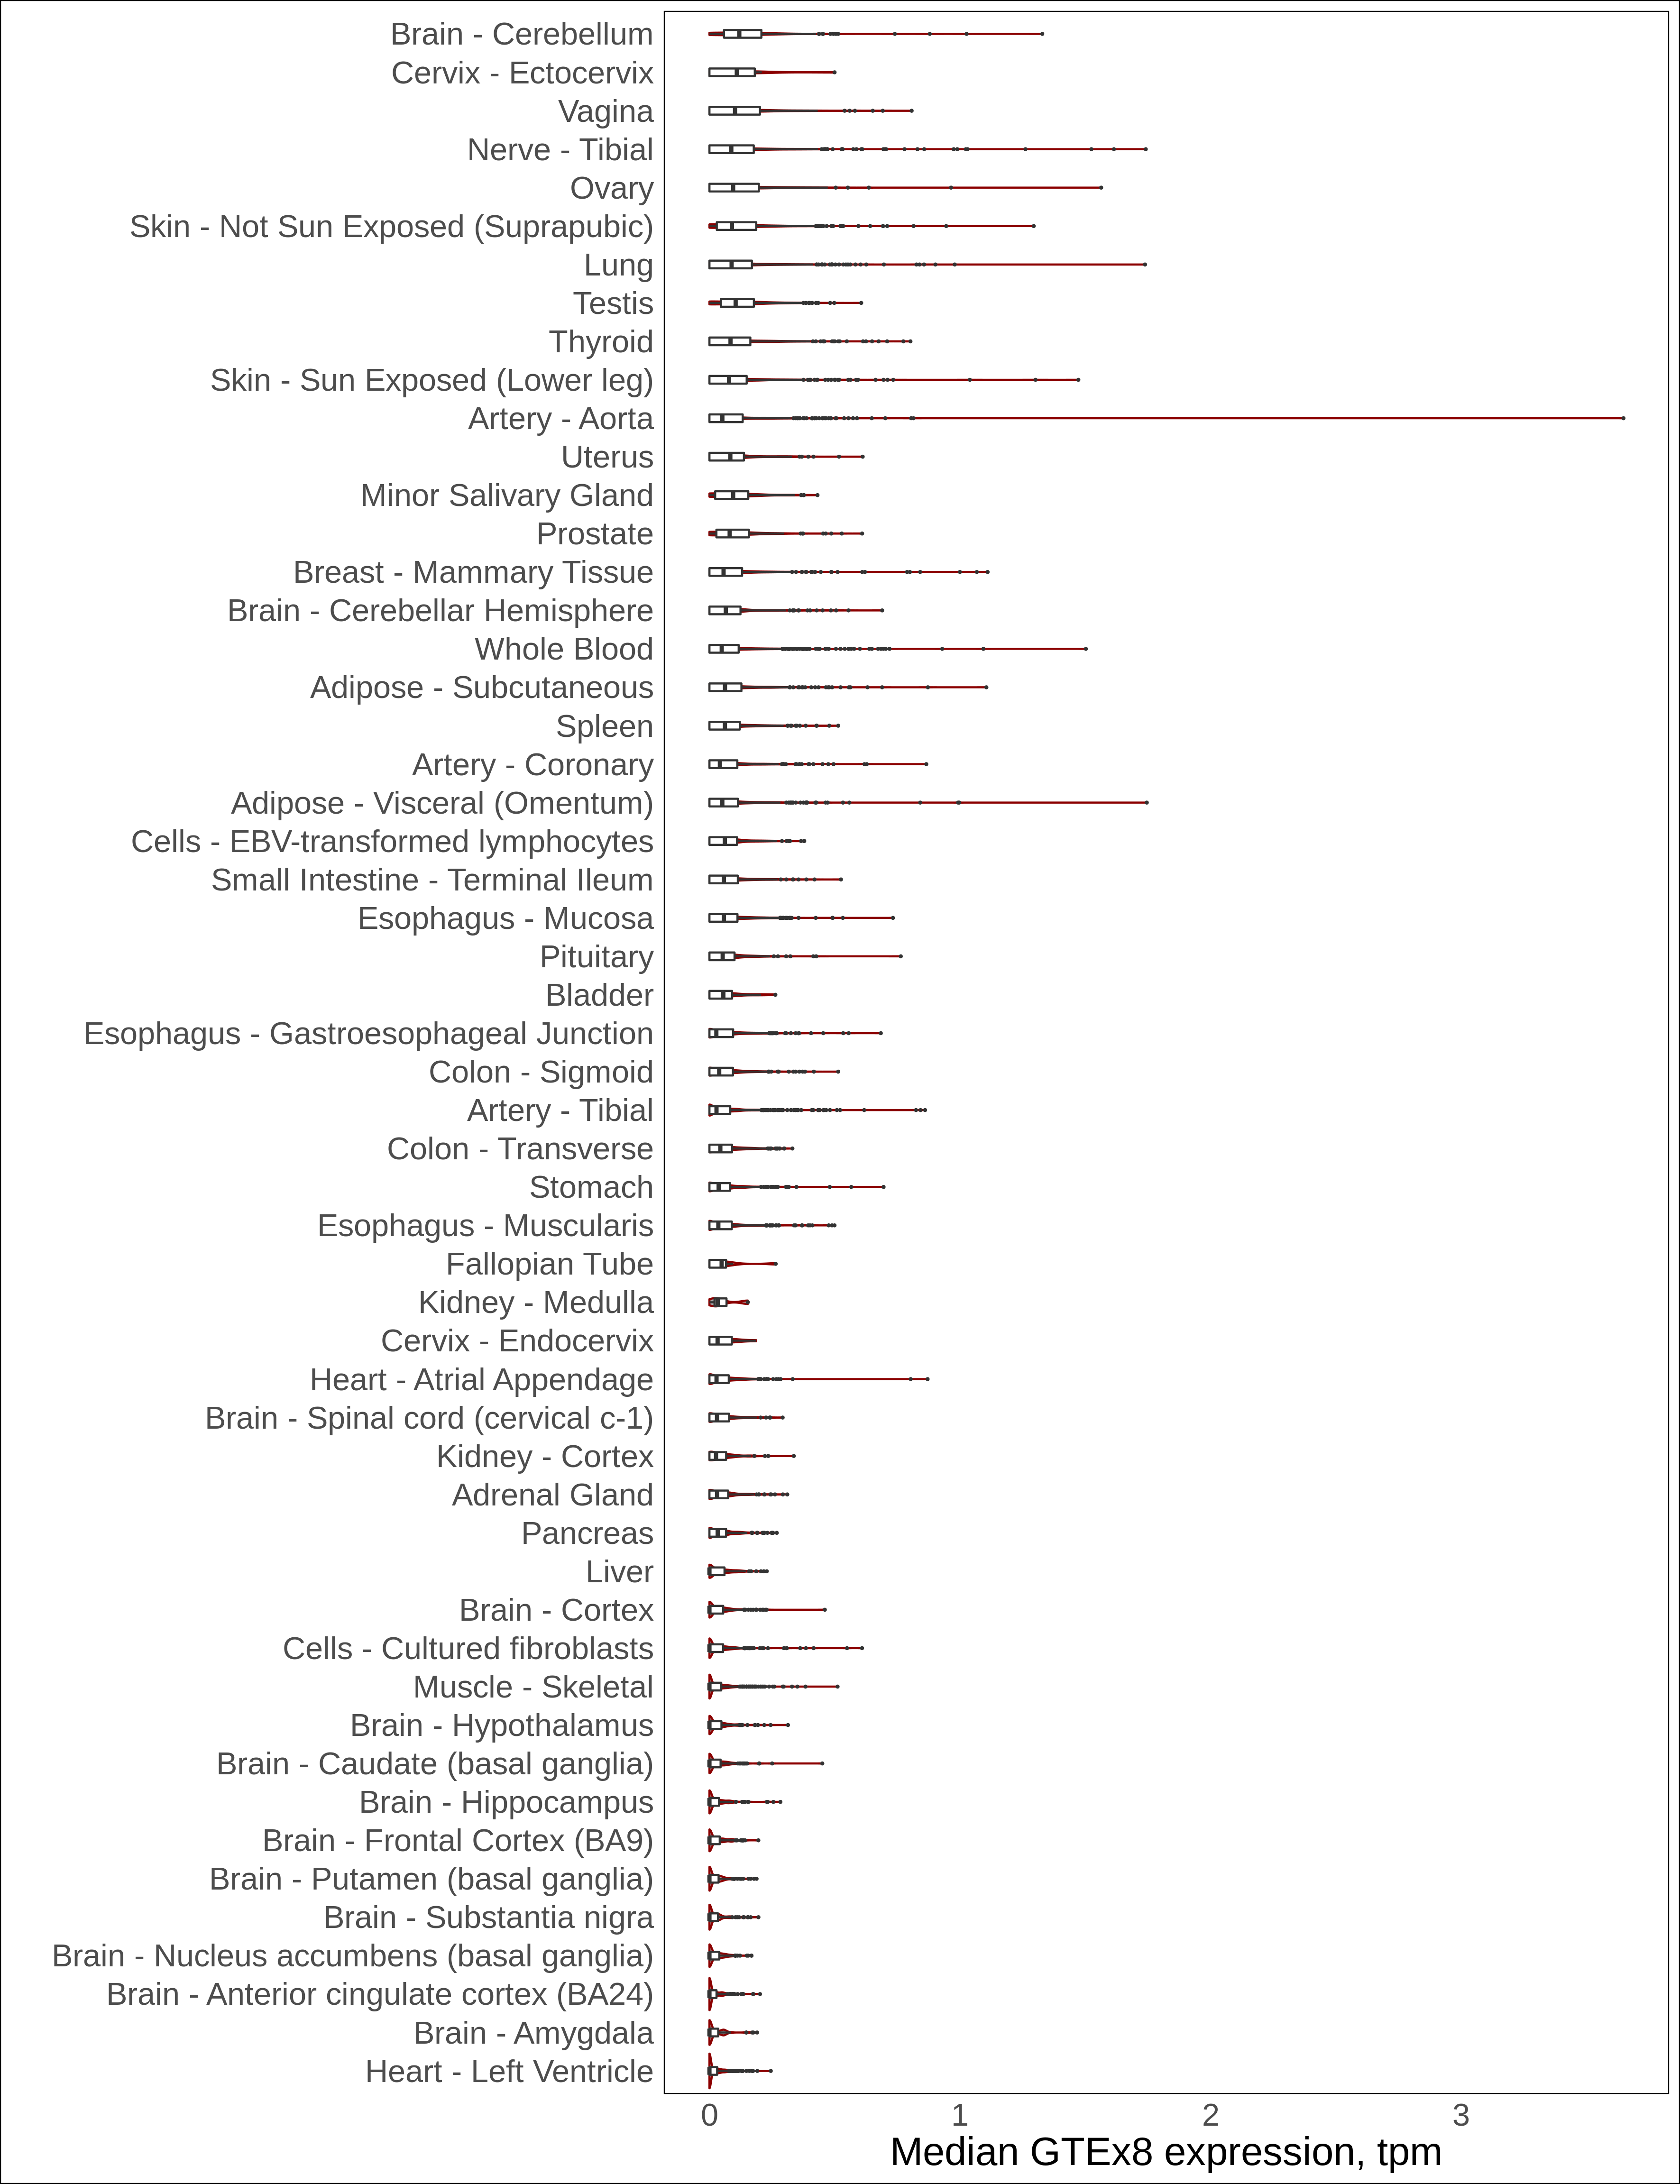 Brain - Cerebellum
Cervix - Ectocervix
Vagina
Nerve - Tibial
Ovary
Skin - Not Sun Exposed (Suprapubic)
Lung
Testis
Thyroid
Skin - Sun Exposed (Lower leg)
Artery - Aorta
Uterus
Minor Salivary Gland
Prostate
Breast - Mammary Tissue
Brain - Cerebellar Hemisphere
Whole Blood
Adipose - Subcutaneous
Spleen
Artery - Coronary
Adipose - Visceral (Omentum)
Cells - EBV-transformed lymphocytes
Small Intestine - Terminal Ileum
Esophagus - Mucosa
Pituitary
Bladder
Esophagus - Gastroesophageal Junction
Colon - Sigmoid
Artery - Tibial
Colon - Transverse
Stomach
Esophagus - Muscularis
Fallopian Tube
Kidney - Medulla
Cervix - Endocervix
Heart - Atrial Appendage
Brain - Spinal cord (cervical c-1)
Kidney - Cortex
Adrenal Gland
Pancreas
Liver
Brain - Cortex
Cells - Cultured fibroblasts
Muscle - Skeletal
Brain - Hypothalamus
Brain - Caudate (basal ganglia)
Brain - Hippocampus
Brain - Frontal Cortex (BA9)
Brain - Putamen (basal ganglia)
Brain - Substantia nigra
Brain - Nucleus accumbens (basal ganglia)
Brain - Anterior cingulate cortex (BA24)
Brain - Amygdala
Heart - Left Ventricle
0 1 2 3
Median GTEx8 expression, tpm